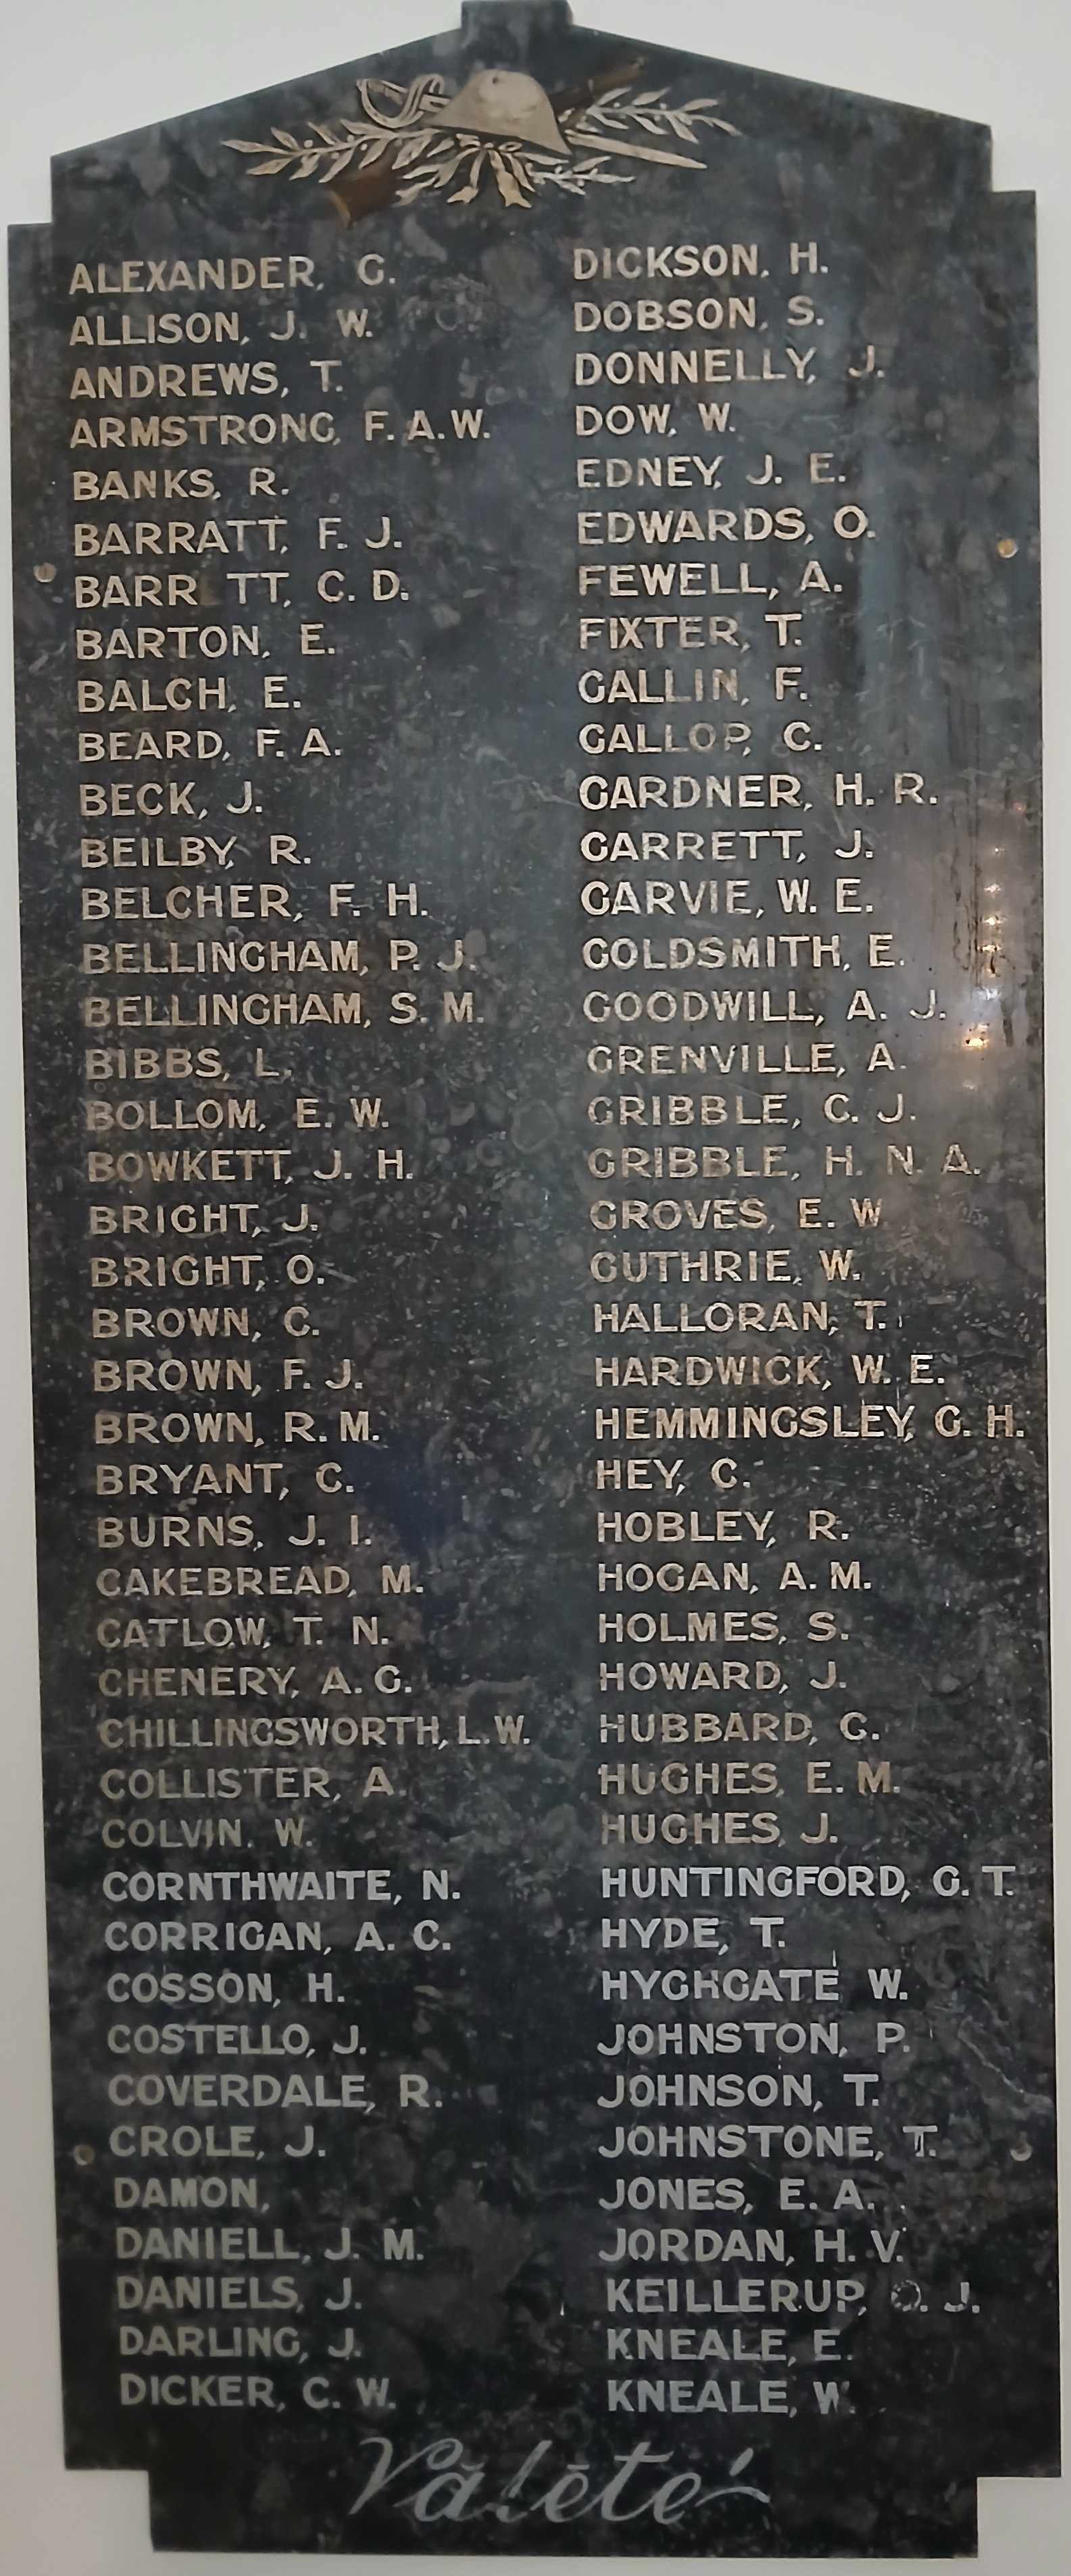 ALEXANDER, G.
ALLISON, J. W.
ANDREWS, T.
ARMSTRONG, F. A. W.
BANKS, R.
BARRATT, F. J.
BARR TT, C. D.
BARTON, E.
BALCH, E.
BEARD, F. A.
BECK, J.
BEILBY, R.
BELCHER, F. H.
BELLINGHAM, P. J.
BELLINGHAM, S. M.
BIBBS, L.
BOLLOM, E. W.
BOWKETT, J. H.
BRIGHT, J.
BRIGHT, O.
BROWN, C.
BROWN, F. J.
BROWN, R. M.
BRYANT, C.
BURNS, J. I.
CAKEBREAD, M.
CATLOW, T. N.
CHENERY, A. G.
CHILLINGSWORTH, L. W.
COLLISTER, A.
COLVIN. W.
CORNTHWAITE, N.
CORRIGAN, A. C.
COSSON, H.
COSTELLO, J.
COVERDALE, R.
CROLE, J.
DAMON,
DANIELL, J. M.
DANIELS, J.
DARLING, J.
DICKER, C. W.
DICKSON, H.
DOBSON, S.
DONNELLY, J.
DOW, W.
EDNEY, J. E.
EDWARDS, O.
FEWELL, A.
FIXTER, T.
GALLIN, F.
GALLOP, C.
GARDNER, H. R.
GARRETT, J.
GARVIE, W. E.
GOLDSMITH, E.
GOODWILL, A. J.
GRENVILLE, A.
GRIBBLE, C. J.
GRIBBLE, H. N. A.
GROVES, E. W.
GUTHRIE, W.
HALLORAN, T.
HARDWICK, W. E.
HEMMINGSLEY, G. H.
HEY, C.
HOBLEY, R.
HOGAN, A. M.
HOLMES, S.
HOWARD, J.
HUBBARD, C.
HUGHES, E. M.
HUGHES, J.
HUNTINGFORD, G. T.
HYDE, T.
HYGHGATE W.
JOHNSTON, P.
JOHNSON, T.
JOHNSTONE, T.
JONES, E. A.
JORDAN, H. V.
KEILLERUP, O. J.
KNEALE, E.
KNEALE, W.
Vălēte